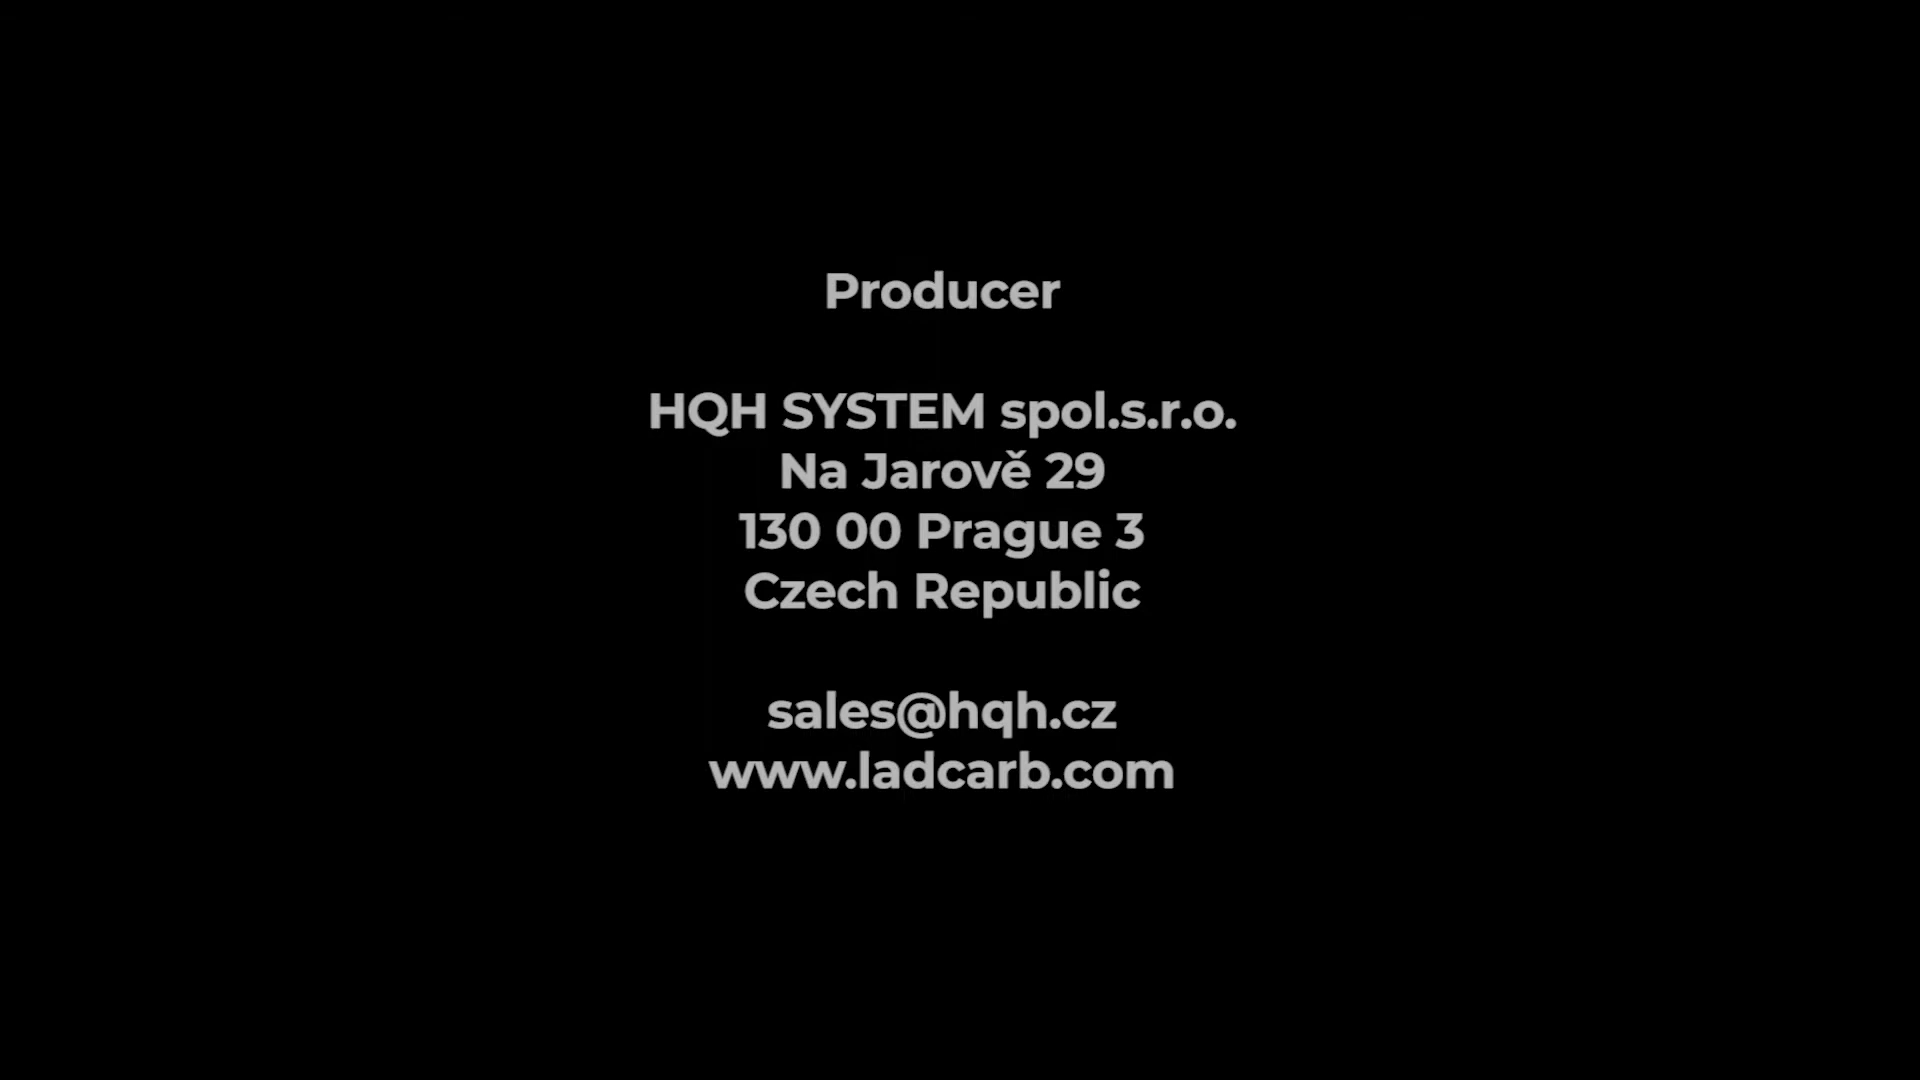 Producer
HQH SYSTEM spol.s.r.o.
Na Jarově 29
130 00 Prague 3
Czech Republic
sales@hqh.cz
www.ladcarb.com